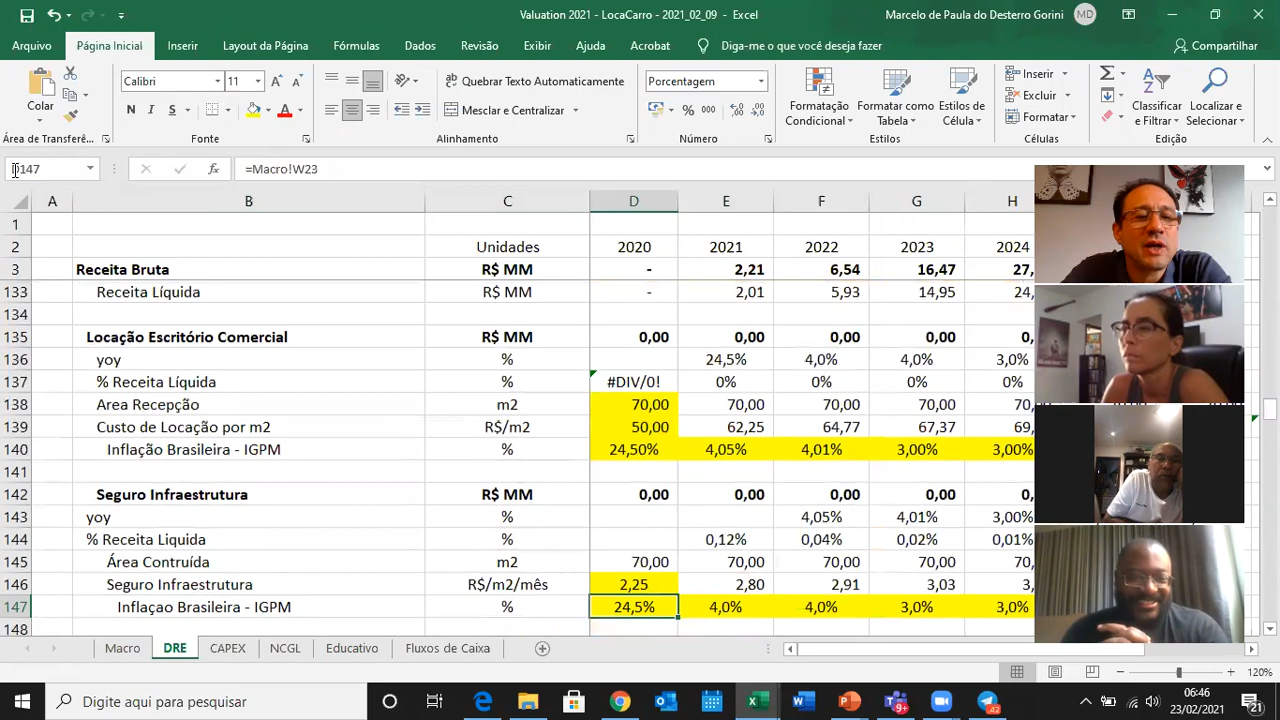 Valuation 2021 - LocaCarro - 2021_02_09 - Excel
Marcelo de Paula do Desterro Gorini MD
Arquivo Página Inicial Inserir Layout da Página Fórmulas Dados Revisão Exibir Ajuda Acrobat Diga-me o que você deseja fazer Compartilhar
Colar
Calibri 11
N I S
Quebrar Texto Automaticamente
Mesclar e Centralizar
Porcentagem
% 000
Formatação Condicional
Formatar como Tabela
Estilos de Célula
Inserir
Excluir
Formatar
Classificar e Filtrar
Localizar e Selecionar
Área de Transferê... Fonte Alinhamento Número Estilos Células Edição
D147 fx =Macro!W23
A B C D E F G H
1
2 Unidades 2020 2021 2022 2023 2024
3 Receita Bruta R$ MM - 2,21 6,54 16,47 27,
133 Receita Líquida R$ MM - 2,01 5,93 14,95 24,
134
135 Locação Escritório Comercial R$ MM 0,00 0,00 0,00 0,00 0,
136 yoy % 24,5% 4,0% 4,0% 3,0%
137 % Receita Líquida % #DIV/0! 0% 0% 0% 0%
138 Area Recepção m2 70,00 70,00 70,00 70,00 70,
139 Custo de Locação por m2 R$/m2 50,00 62,25 64,77 67,37 69,
140 Inflação Brasileira - IGPM % 24,50% 4,05% 4,01% 3,00% 3,00%
141
142 Seguro Infraestrutura R$ MM 0,00 0,00 0,00 0,00 0,
143 yoy % 4,05% 4,01% 3,00%
144 % Receita Liquida % 0,12% 0,04% 0,02% 0,01%
145 Área Contruída m2 70,00 70,00 70,00 70,00 70,
146 Seguro Infraestrutura R$/m2/mês 2,25 2,80 2,91 3,03 3,
147 Inflaçao Brasileira - IGPM % 24,5% 4,0% 4,0% 3,0% 3,0%
148
Macro DRE CAPEX NCGL Educativo Fluxos de Caixa
120%
Digite aqui para pesquisar
06:46
23/02/2021
21